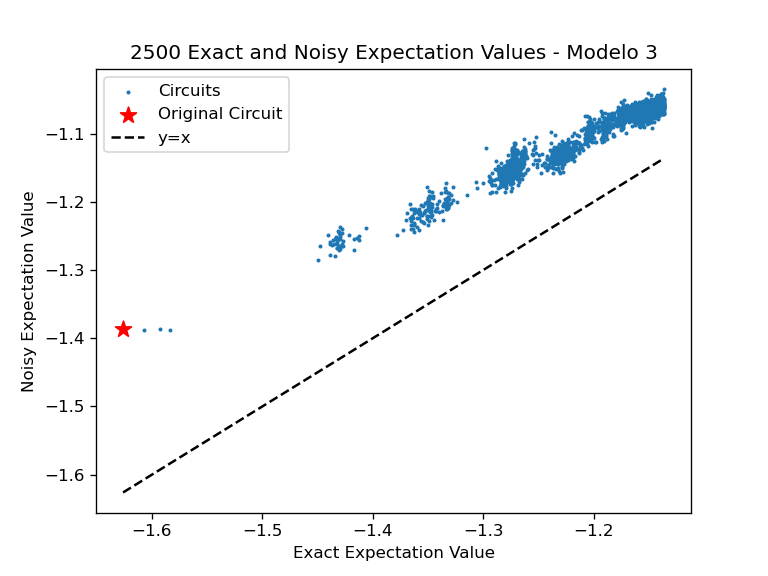 2500 Exact and Noisy Expectation Values - Modelo 3
Circuits
Original Circuit
y=x
−1.1
−1.2
−1.3
−1.4
−1.5
−1.6
Noisy Expectation Value
−1.6 −1.5 −1.4 −1.3 −1.2
Exact Expectation Value